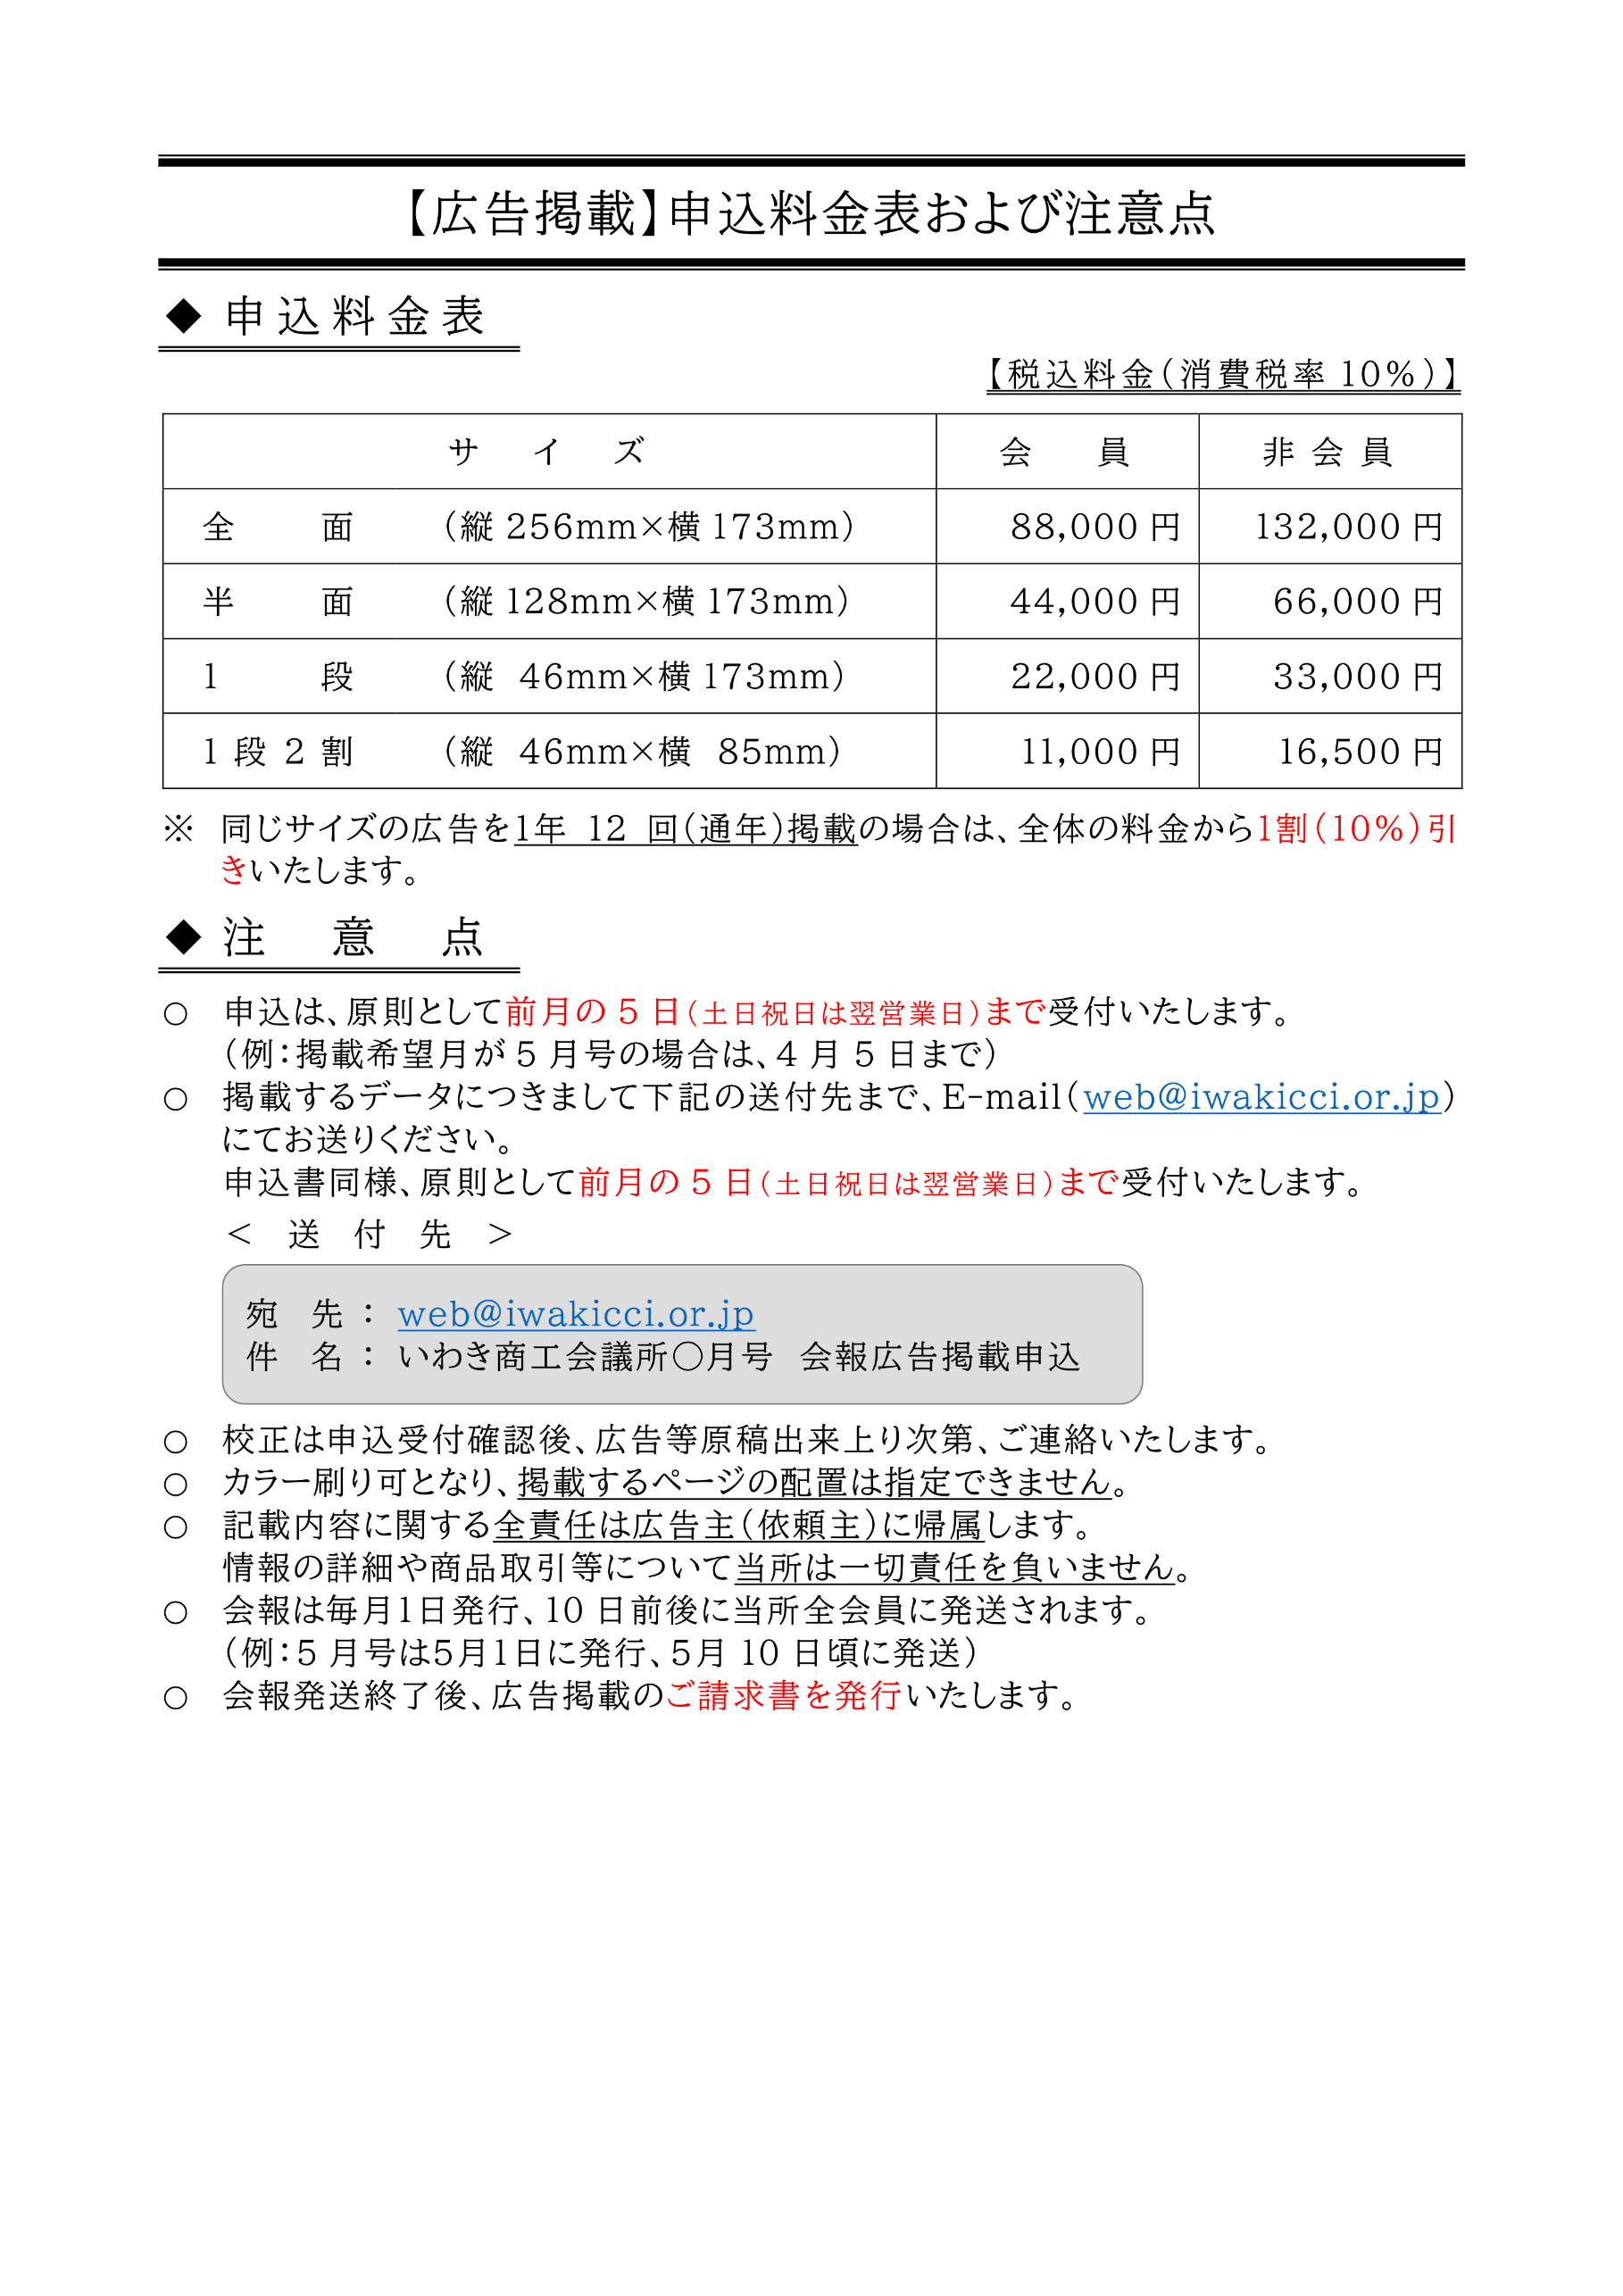 【広告掲載】申込料金表および注意点
◆ 申込料金表
【税込料金（消費税率 10％）】
サ イ ズ 会 員 非 会 員
全 面 （縦 256mm×横 173mm） 88,000 円 132,000 円
半 面 （縦 128mm×横 173mm） 44,000 円 66,000 円
1 段 （縦 46mm×横 173mm） 22,000 円 33,000 円
1 段 2 割 （縦 46mm×横 85mm） 11,000 円 16,500 円
※ 同じサイズの広告を1年 12 回（通年）掲載の場合は、全体の料金から1割（10％）引
きいたします。
◆ 注 意 点
○ 申込は、原則として前月の 5 日（土日祝日は翌営業日）まで受付いたします。
（例：掲載希望月が 5 月号の場合は、4 月 5 日まで）
○ 掲載するデータにつきまして下記の送付先まで、E-mail（web@iwakicci.or.jp）
にてお送りください。
申込書同様、原則として前月の 5 日（土日祝日は翌営業日）まで受付いたします。
＜ 送 付 先 ＞
宛 先 ： web@iwakicci.or.jp
件 名 ： いわき商工会議所○月号 会報広告掲載申込
○ 校正は申込受付確認後、広告等原稿出来上り次第、ご連絡いたします。
○ カラー刷り可となり、掲載するページの配置は指定できません。
○ 記載内容に関する全責任は広告主（依頼主）に帰属します。
情報の詳細や商品取引等について当所は一切責任を負いません。
○ 会報は毎月1日発行、10 日前後に当所全会員に発送されます。
（例：5 月号は5月1日に発行、5月 10 日頃に発送）
○ 会報発送終了後、広告掲載のご請求書を発行いたします。